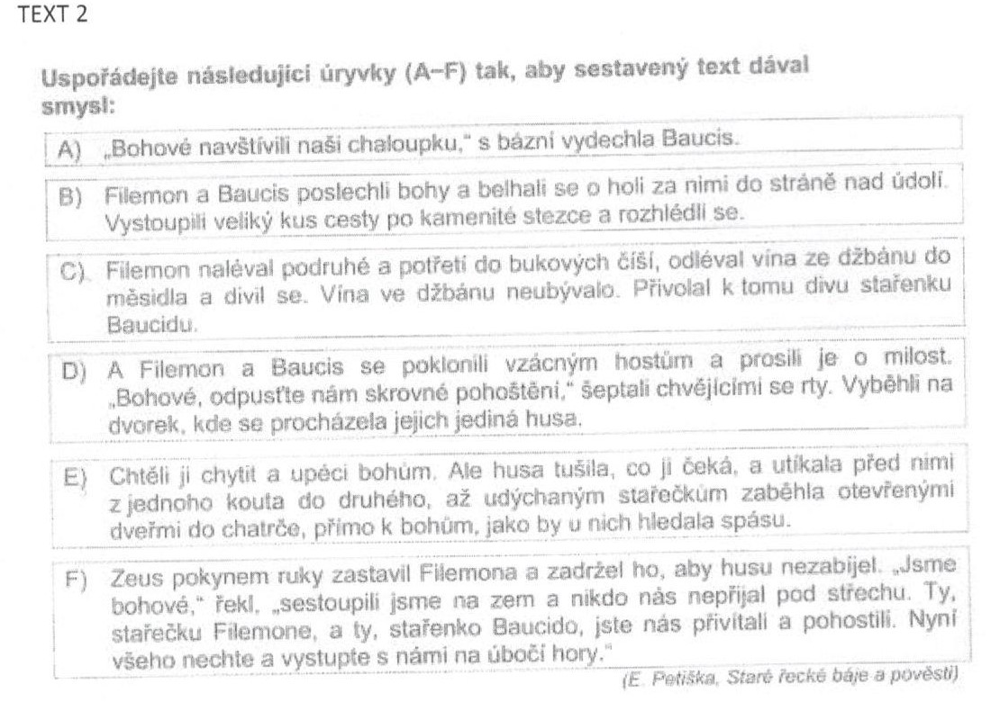 TEXT 2
Uspořádejte následující úryvky (A–F) tak, aby sestavený text dával
smysl:
A) „Bohové navštívili naši chaloupku,“ s bázní vydechla Baucis.
B) Filemon a Baucis poslechli bohy a belhali se o holi za nimi do stráně nad údolí.
Vystoupili veliký kus cesty po kamenité stezce a rozhlédli se.
C) Filemon naléval podruhé a potřetí do bukových číší, odléval vína ze džbánu do
měsidla a divil se. Vína ve džbánu neubývalo. Přivolal k tomu divu stařenku
Baucidu.
D) A Filemon a Baucis se poklonili vzácným hostům a prosili je o milost.
„Bohové, odpusťte nám skrovné pohoštění,“ šeptali chvějícími se rty. Vyběhli na
dvorek, kde se procházela jejich jediná husa.
E) Chtěli ji chytit a upéci bohům. Ale husa tušila, co ji čeká, a utíkala před nimi
z jednoho kouta do druhého, až udýchaným stařečkům zaběhla otevřenými
dveřmi do chatrče, přímo k bohům, jako by u nich hledala spásu.
F) Zeus pokynem ruky zastavil Filemona a zadržel ho, aby husu nezabíjel. „Jsme
bohové,“ řekl, „sestoupili jsme na zem a nikdo nás nepřijal pod střechu. Ty,
stařečku Filemone, a ty, stařenko Baucido, jste nás přivítali a pohostili. Nyní
všeho nechte a vystupte s námi na úbočí hory.“
(E. Petiška, Staré řecké báje a pověsti)